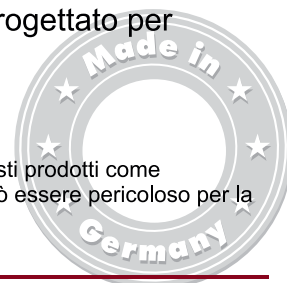 rogettato per
Made in
sti prodotti come
ò essere pericoloso per la
Germany